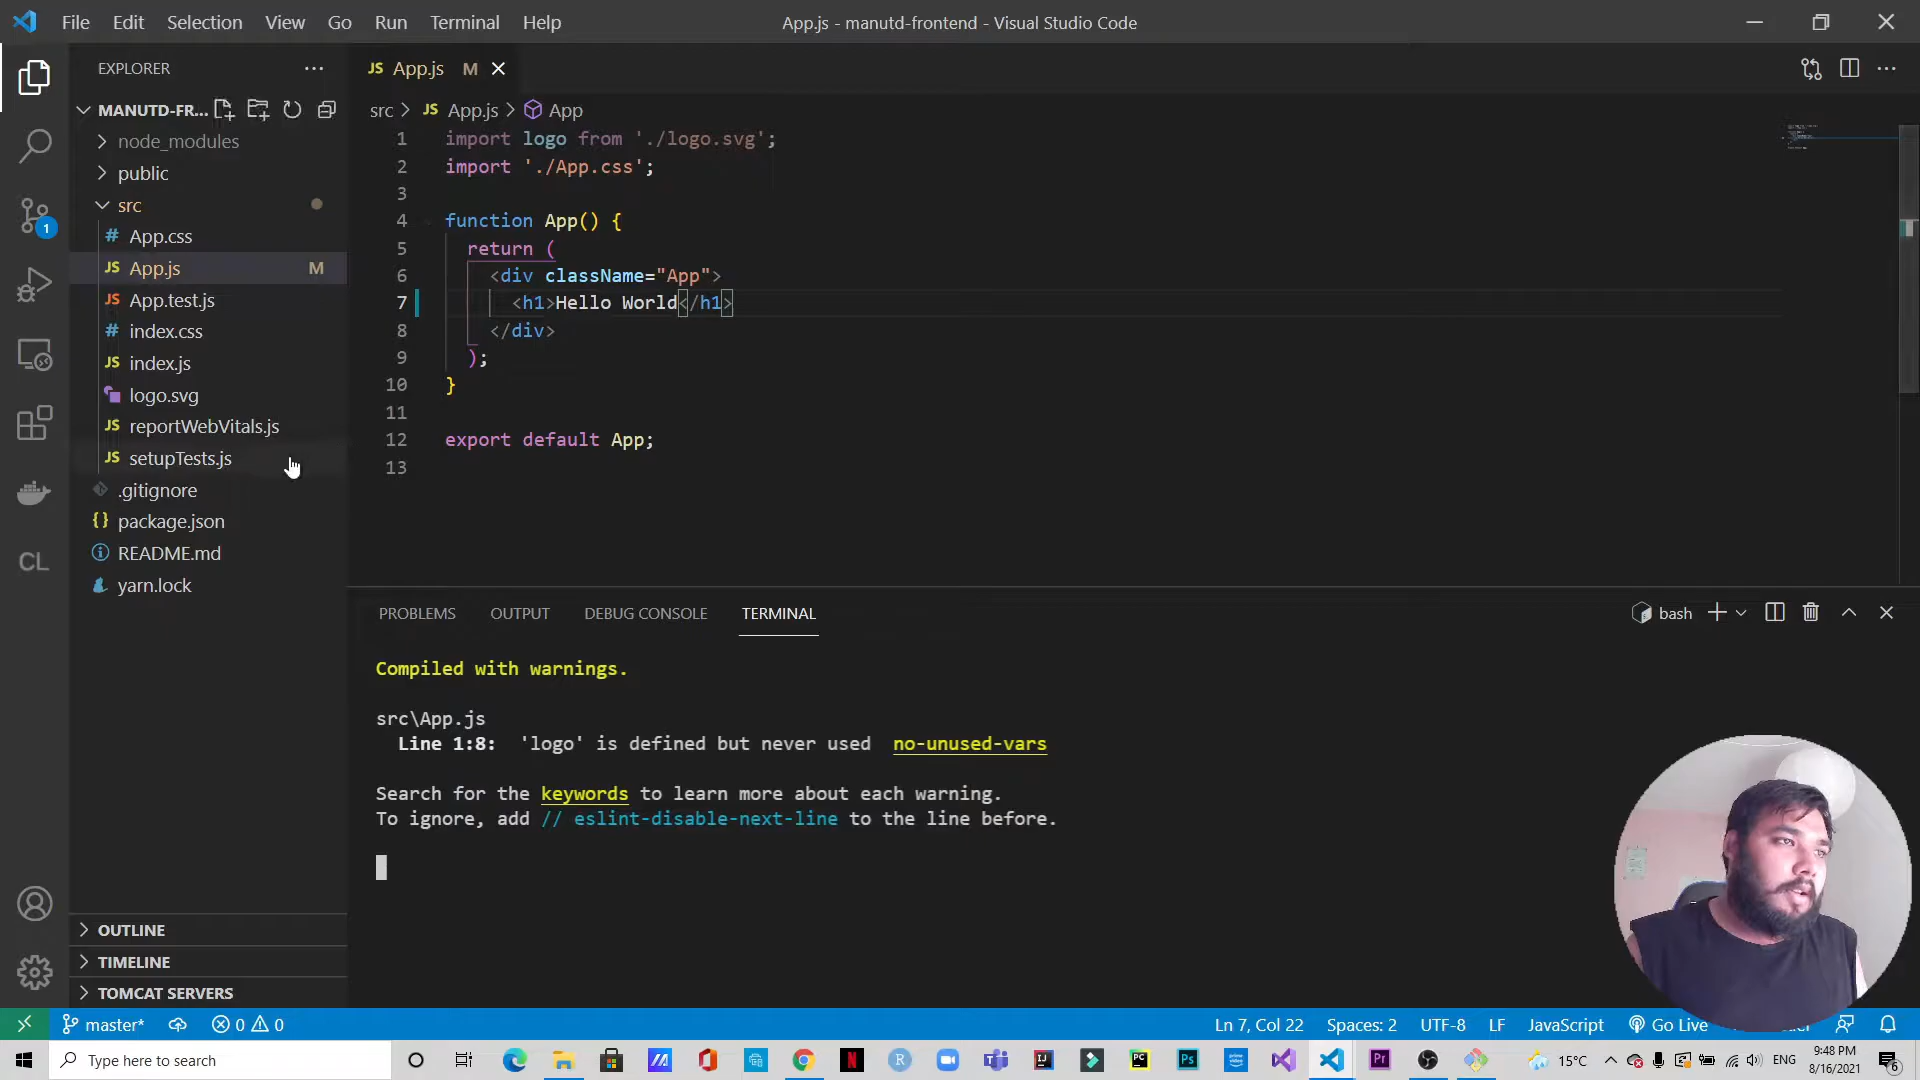 File Edit Selection View Go Run Terminal Help
App.js - manutd-frontend - Visual Studio Code
EXPLORER
MANUTD-FR...
node_modules
public
src
# App.css
JS App.js M
JS App.test.js
# index.css
JS index.js
logo.svg
JS reportWebVitals.js
JS setupTests.js
.gitignore
{} package.json
README.md
yarn.lock
OUTLINE
TIMELINE
TOMCAT SERVERS
1
CL
JS App.js M
src > JS App.js > App
1 import logo from './logo.svg';
2 import './App.css';
3
4 function App() {
5 return (
6 <div className="App">
7 <h1>Hello World</h1>
8 </div>
9 );
10 }
11
12 export default App;
13
PROBLEMS OUTPUT DEBUG CONSOLE TERMINAL
bash
Compiled with warnings.
src\App.js
Line 1:8: 'logo' is defined but never used no-unused-vars
Search for the keywords to learn more about each warning.
To ignore, add // eslint-disable-next-line to the line before.
master* 0 0
Ln 7, Col 22 Spaces: 2 UTF-8 LF JavaScript Go Live
Type here to search
15°C ENG
9:48 PM
8/16/2021
6